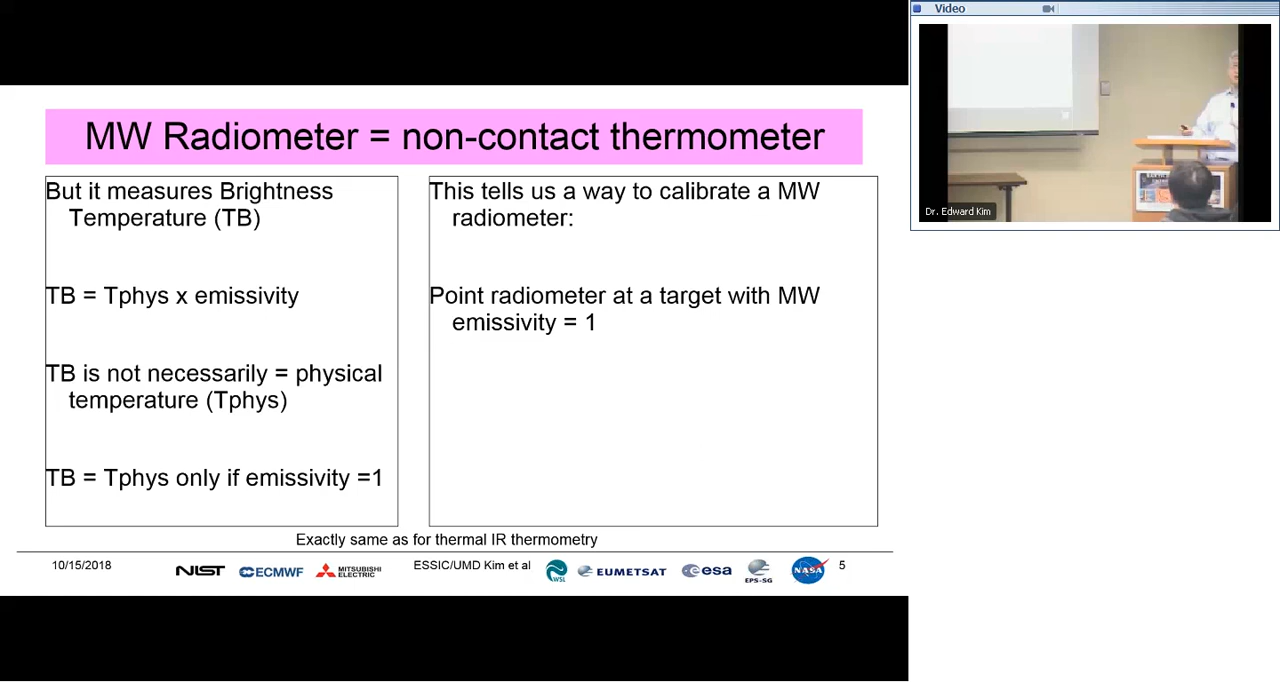 MW Radiometer = non-contact thermometer
But it measures Brightness
Temperature (TB)
TB = Tphys x emissivity
TB is not necessarily = physical
temperature (Tphys)
TB = Tphys only if emissivity =1
This tells us a way to calibrate a MW
radiometer:
Point radiometer at a target with MW
emissivity = 1
Exactly same as for thermal IR thermometry
10/15/2018
NIST
ECMWF
MITSUBISHI
ELECTRIC
ESSIC/UMD Kim et al
WSL
EUMETSAT
esa
EPS-SG
NASA
5
Video
Dr. Edward Kim